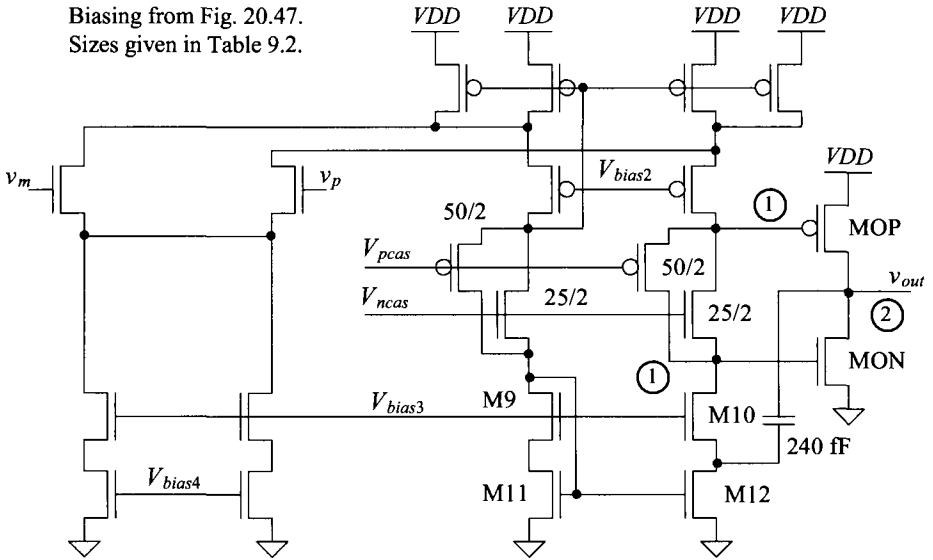 Biasing from Fig. 20.47.
Sizes given in Table 9.2.
VDD VDD VDD VDD
v_m
v_p
V_bias2
1
VDD
MOP
50/2
V_pcas
50/2
v_out
V_ncas
25/2
25/2
2
1
MON
V_bias3
M9
M10
240 fF
V_bias4
M11
M12